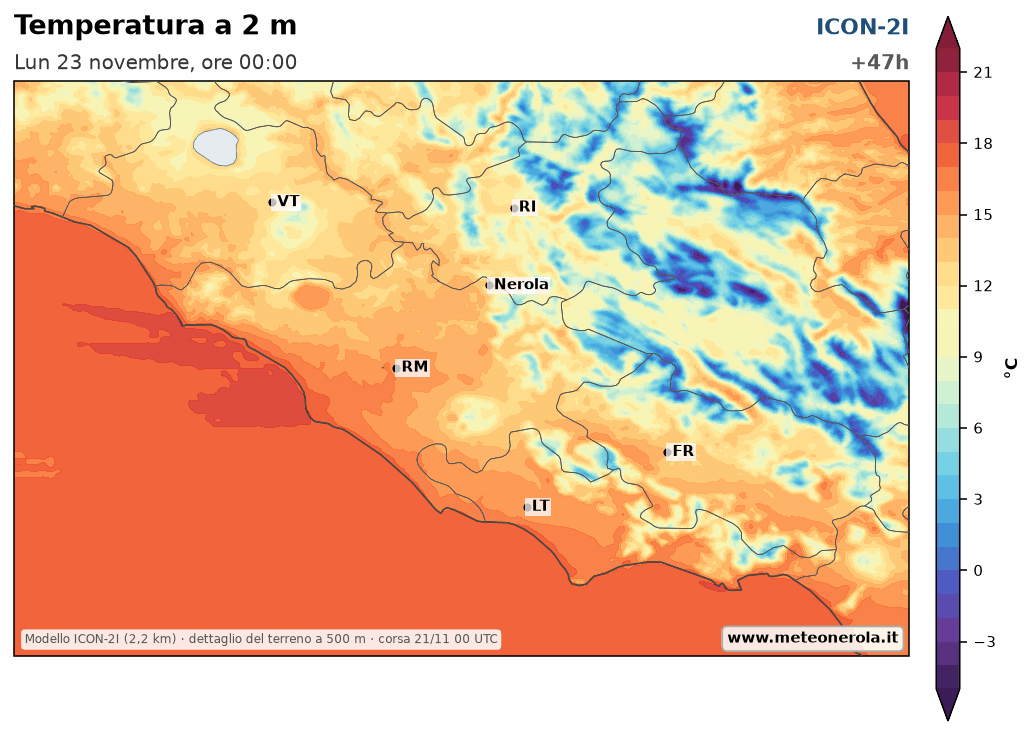 Temperatura a 2 m
ICON-2I
Lun 23 novembre, ore 00:00
+47h
21
18
15
12
9
6
3
0
−3
°C
VT
RI
Nerola
RM
FR
LT
Modello ICON-2I (2,2 km) · dettaglio del terreno a 500 m · corsa 21/11 00 UTC
www.meteonerola.it